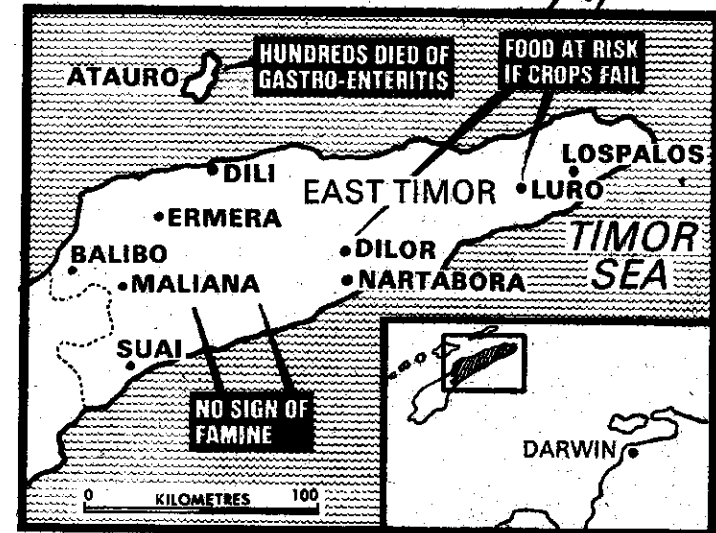 HUNDREDS DIED OF
GASTRO-ENTERITIS
FOOD AT RISK
IF CROPS FAIL
ATAURO
DILI
LOSPALOS
EAST TIMOR
LURO
ERMERA
TIMOR
SEA
BALIBO
DILOR
MALIANA
NARTABORA
SUAI
NO SIGN OF
FAMINE
DARWIN
0 KILOMETRES 100